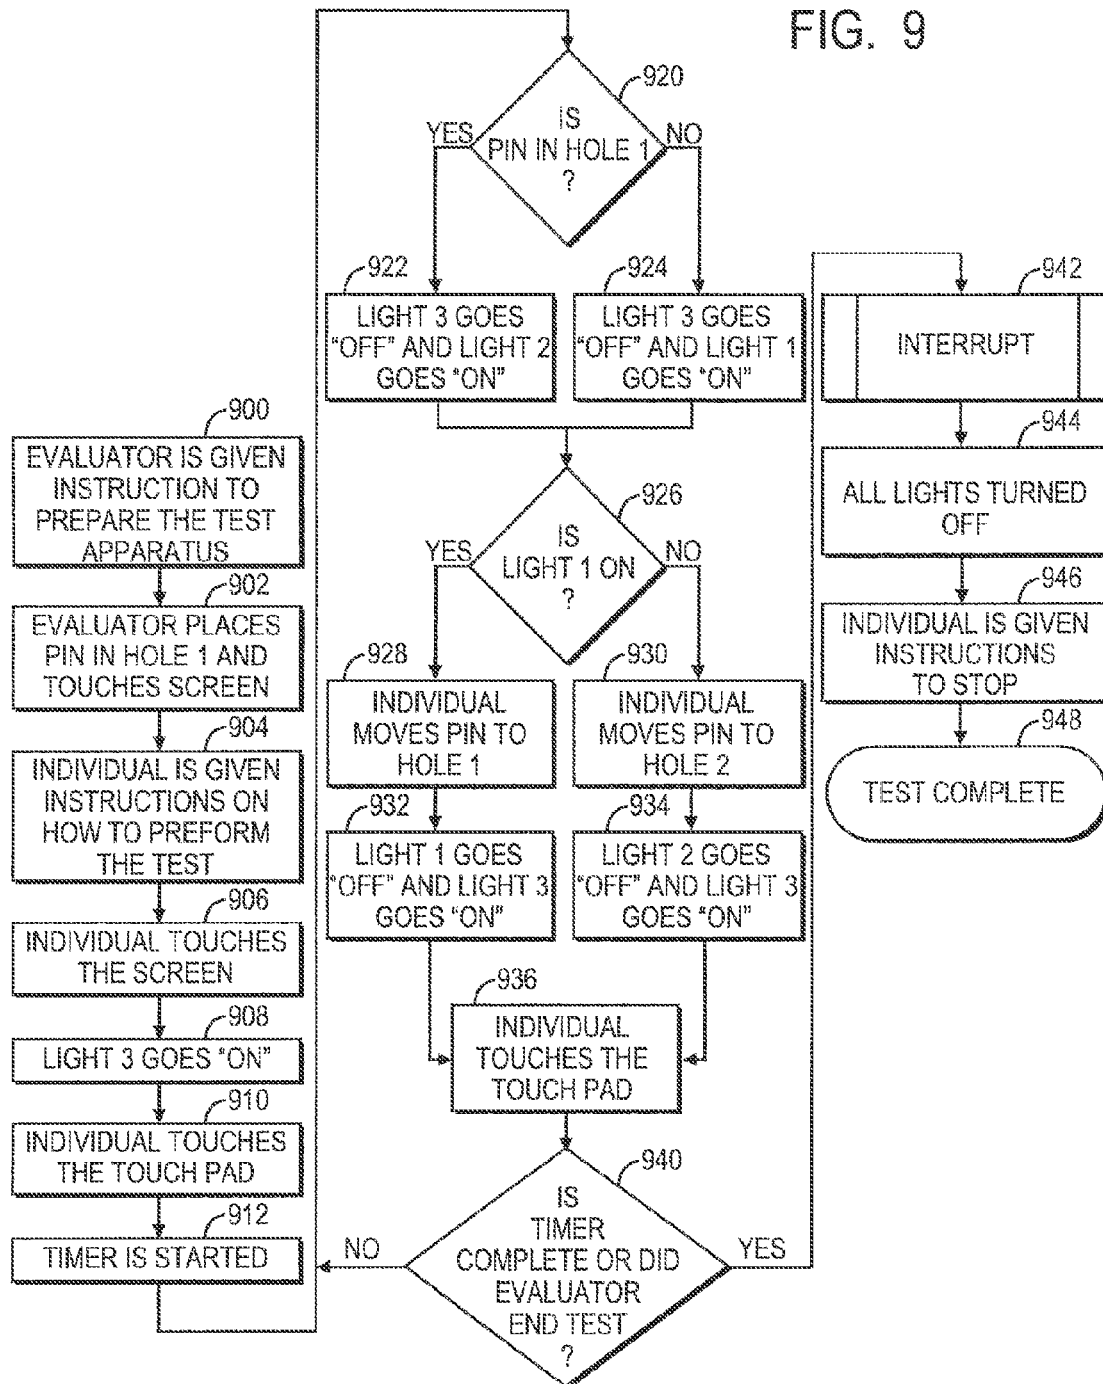 FIG. 9
900
EVALUATOR IS GIVEN
INSTRUCTION TO
PREPARE THE TEST
APPARATUS
902
EVALUATOR PLACES
PIN IN HOLE 1 AND
TOUCHES SCREEN
904
INDIVIDUAL IS GIVEN
INSTRUCTIONS ON
HOW TO PREFORM
THE TEST
906
INDIVIDUAL TOUCHES
THE SCREEN
908
LIGHT 3 GOES "ON"
910
INDIVIDUAL TOUCHES
THE TOUCH PAD
912
TIMER IS STARTED
920
IS
PIN IN HOLE 1
?
YES
NO
922
LIGHT 3 GOES
"OFF" AND LIGHT 2
GOES "ON"
924
LIGHT 3 GOES
"OFF" AND LIGHT 1
GOES "ON"
926
IS
LIGHT 1 ON
?
YES
NO
928
INDIVIDUAL
MOVES PIN TO
HOLE 1
930
INDIVIDUAL
MOVES PIN TO
HOLE 2
932
LIGHT 1 GOES
"OFF" AND LIGHT 3
GOES "ON"
934
LIGHT 2 GOES
"OFF" AND LIGHT 3
GOES "ON"
936
INDIVIDUAL
TOUCHES THE
TOUCH PAD
940
IS
TIMER
COMPLETE OR DID
EVALUATOR
END TEST
?
NO
YES
942
INTERRUPT
944
ALL LIGHTS TURNED
OFF
946
INDIVIDUAL IS GIVEN
INSTRUCTIONS
TO STOP
948
TEST COMPLETE